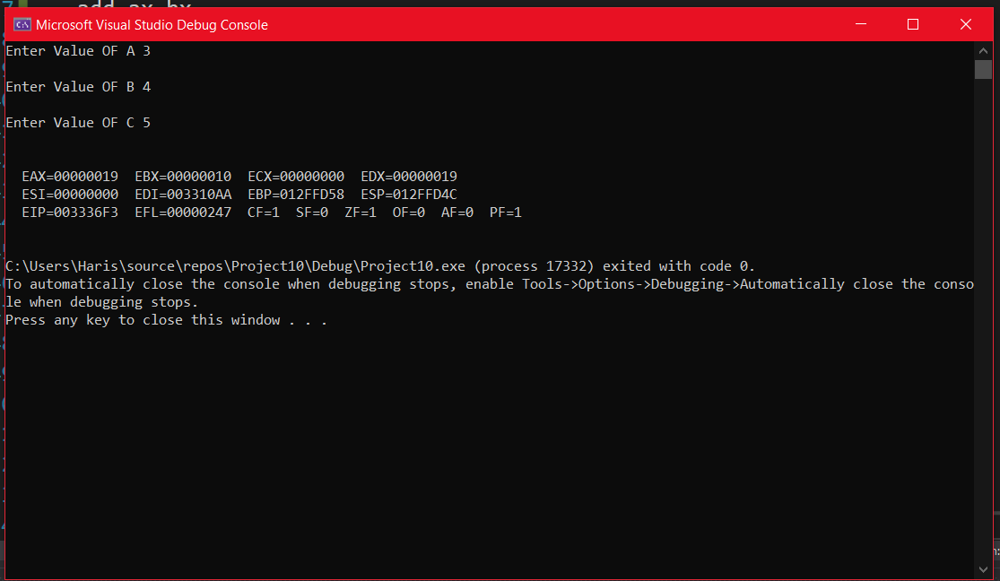 add ax,bx
Microsoft Visual Studio Debug Console
Enter Value OF A 3
Enter Value OF B 4
Enter Value OF C 5
EAX=00000019  EBX=00000010  ECX=00000000  EDX=00000019
ESI=00000000  EDI=003310AA  EBP=012FFD58  ESP=012FFD4C
EIP=003336F3  EFL=00000247  CF=1  SF=0  ZF=1  OF=0  AF=0  PF=1
C:\Users\Haris\source\repos\Project10\Debug\Project10.exe (process 17332) exited with code 0.
To automatically close the console when debugging stops, enable Tools->Options->Debugging->Automatically close the conso
le when debugging stops.
Press any key to close this window . . .